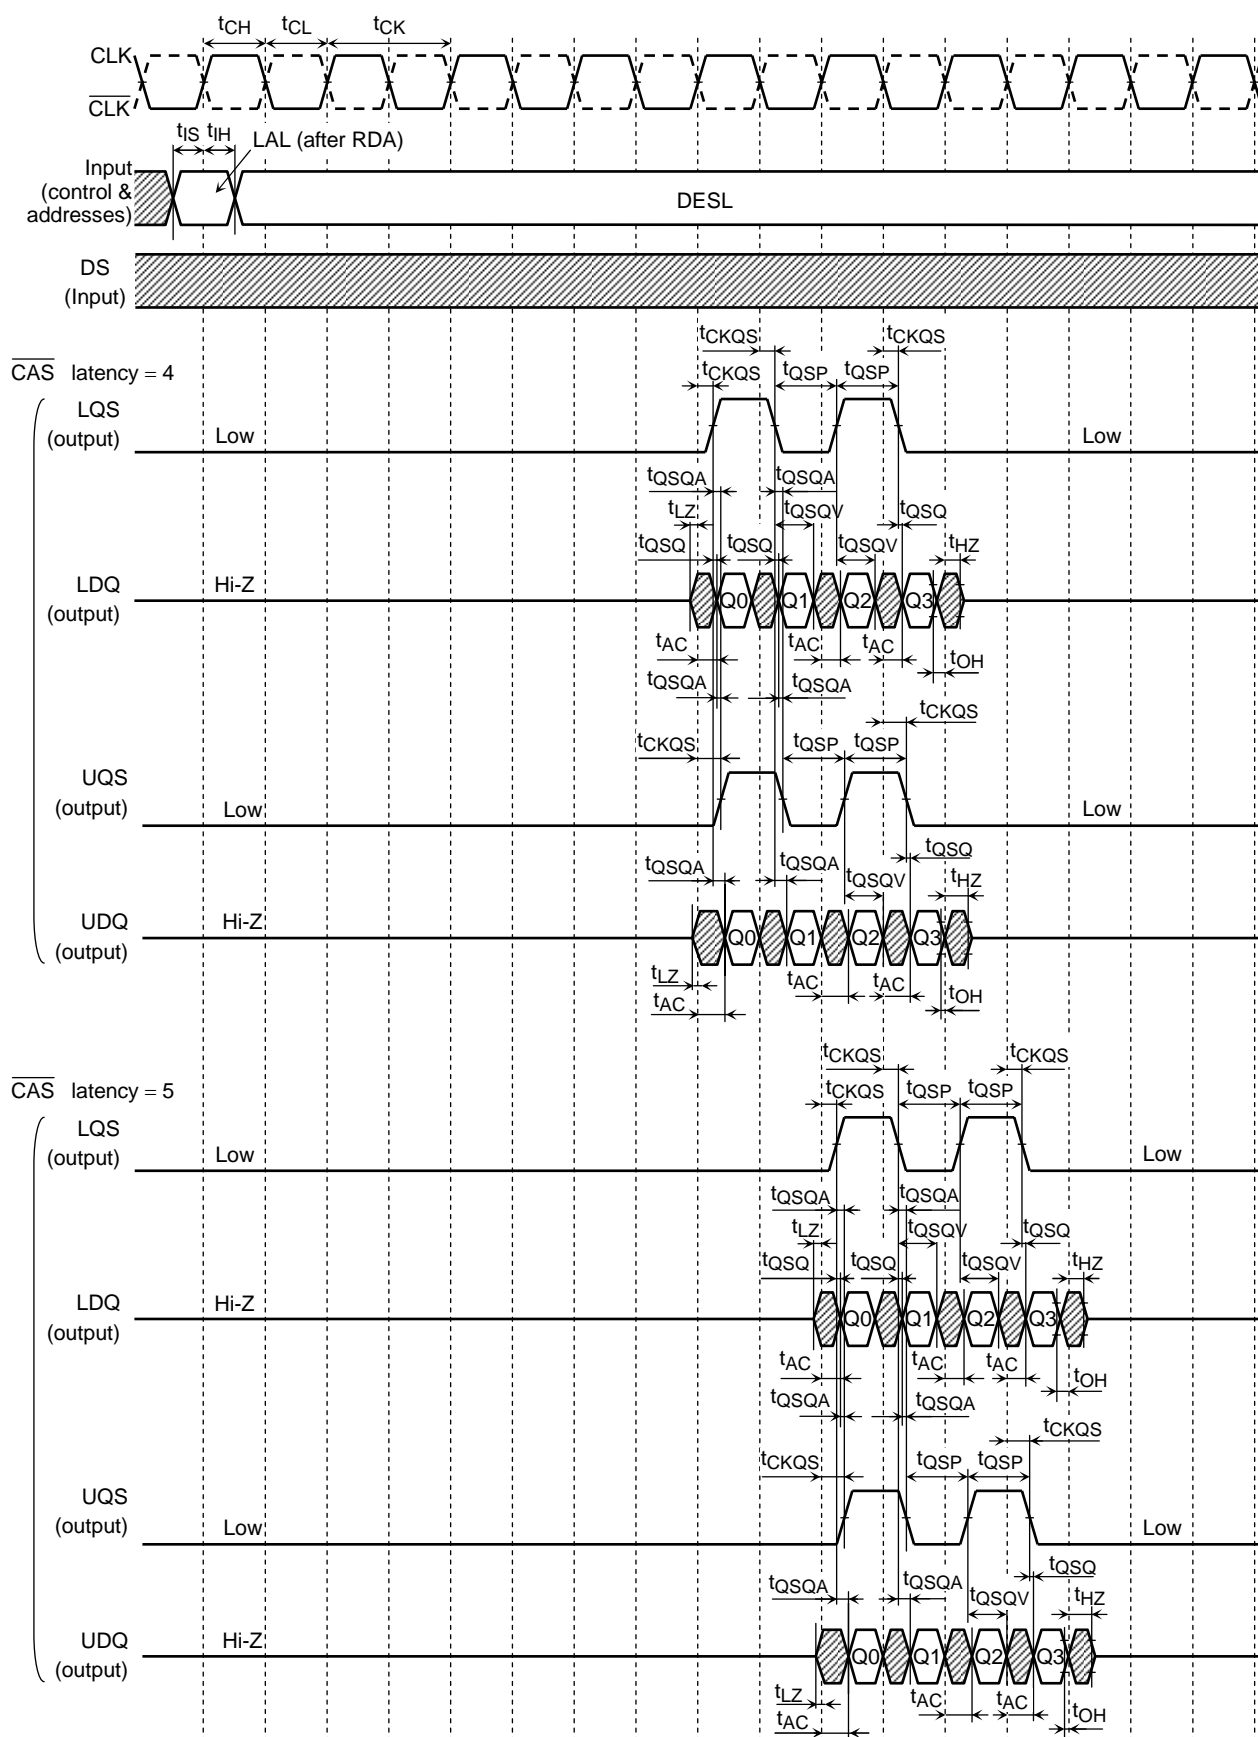 tCH tCL tCK
CLK
CLK
tIS tIH LAL (after RDA)
Input
(control &
addresses)
DESL
DS
(Input)
tCKQS tCKQS
CAS latency = 4
tCKQS tQSP tQSP
LQS
(output)
Low Low
tQSQA tQSQA
tLZ tQSQV tQSQ
tQSQ tQSQ tQSQV tHZ
LDQ
(output)
Hi-Z
Q0 Q1 Q2 Q3
tAC tAC tAC tOH
tQSQA tQSQA
tCKQS
tCKQS tQSP tQSP
UQS
(output)
Low Low
tQSQ
tQSQA tQSQA tQSQV tHZ
UDQ
(output)
Hi-Z
Q0 Q1 Q2 Q3
tLZ tAC tAC tOH
tAC
tCKQS tCKQS
CAS latency = 5
tCKQS tQSP tQSP
LQS
(output)
Low Low
tQSQA tQSQA
tLZ tQSQV tQSQ
tQSQ tQSQ tQSQV tHZ
LDQ
(output)
Hi-Z
Q0 Q1 Q2 Q3
tAC tAC tAC tOH
tQSQA tQSQA
tCKQS
tCKQS tQSP tQSP
UQS
(output)
Low Low
tQSQ
tQSQA tQSQA tQSQV tHZ
UDQ
(output)
Hi-Z
Q0 Q1 Q2 Q3
tLZ tAC tAC tOH
tAC